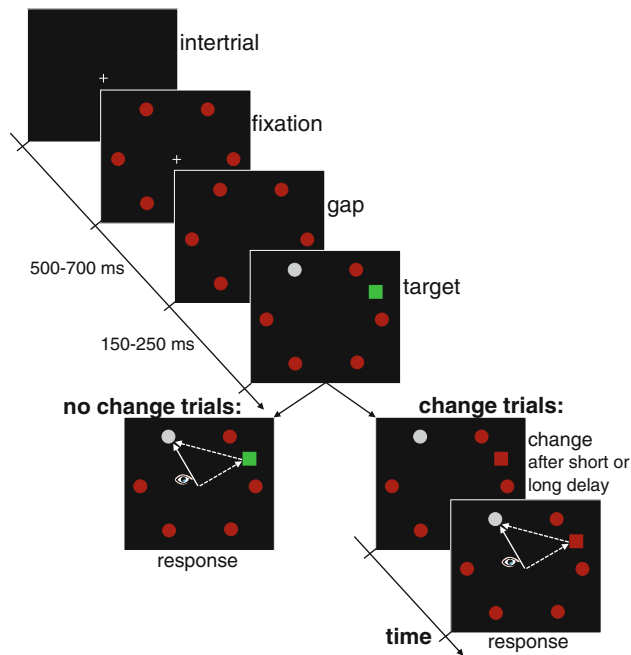 intertrial
fixation
gap
target
500-700 ms
150-250 ms
no change trials:
response
change trials:
change
after short or
long delay
time
response